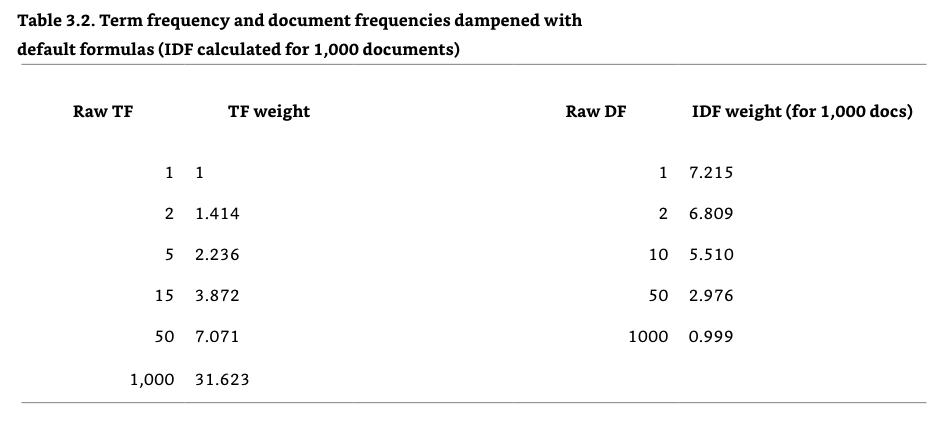 Table 3.2. Term frequency and document frequencies dampened with
default formulas (IDF calculated for 1,000 documents)
Raw TF TF weight Raw DF IDF weight (for 1,000 docs)
1 1 1 7.215
2 1.414 2 6.809
5 2.236 10 5.510
15 3.872 50 2.976
50 7.071 1000 0.999
1,000 31.623